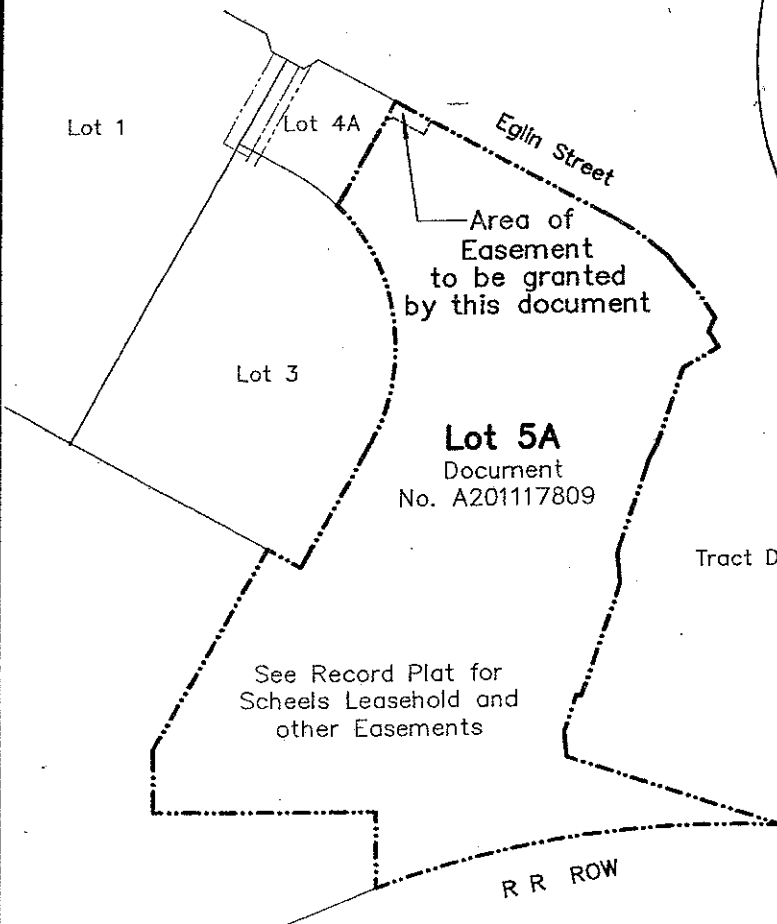 Lot 1
Lot 4A
Eglin Street
Area of
Easement
to be granted
by this document
Lot 3
Lot 5A
Document
No. A201117809
Tract D
See Record Plat for
Scheels Leasehold and
other Easements
R R ROW